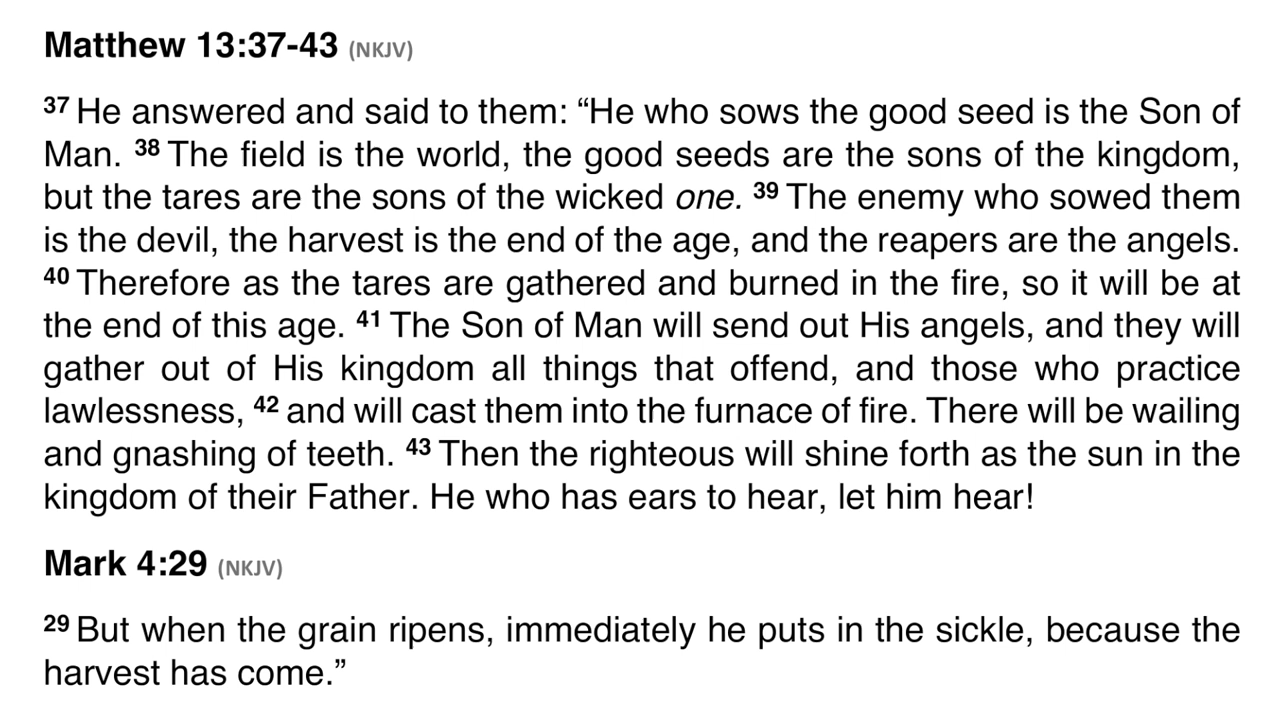 Matthew 13:37-43 (NKJV)
37 He answered and said to them: “He who sows the good seed is the Son of
Man. 38 The field is the world, the good seeds are the sons of the kingdom,
but the tares are the sons of the wicked one. 39 The enemy who sowed them
is the devil, the harvest is the end of the age, and the reapers are the angels.
40 Therefore as the tares are gathered and burned in the fire, so it will be at
the end of this age. 41 The Son of Man will send out His angels, and they will
gather out of His kingdom all things that offend, and those who practice
lawlessness, 42 and will cast them into the furnace of fire. There will be wailing
and gnashing of teeth. 43 Then the righteous will shine forth as the sun in the
kingdom of their Father. He who has ears to hear, let him hear!
Mark 4:29 (NKJV)
29 But when the grain ripens, immediately he puts in the sickle, because the
harvest has come.”